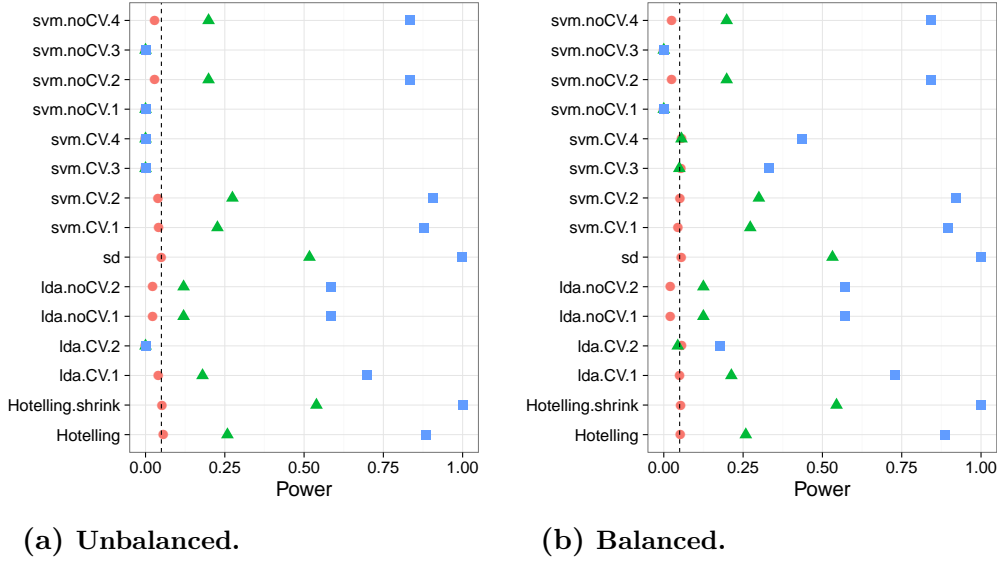 svm.noCV.4
svm.noCV.3
svm.noCV.2
svm.noCV.1
svm.CV.4
svm.CV.3
svm.CV.2
svm.CV.1
sd
lda.noCV.2
lda.noCV.1
lda.CV.2
lda.CV.1
Hotelling.shrink
Hotelling
0.00 0.25 0.50 0.75 1.00
Power
(a) Unbalanced.
svm.noCV.4
svm.noCV.3
svm.noCV.2
svm.noCV.1
svm.CV.4
svm.CV.3
svm.CV.2
svm.CV.1
sd
lda.noCV.2
lda.noCV.1
lda.CV.2
lda.CV.1
Hotelling.shrink
Hotelling
0.00 0.25 0.50 0.75 1.00
Power
(b) Balanced.